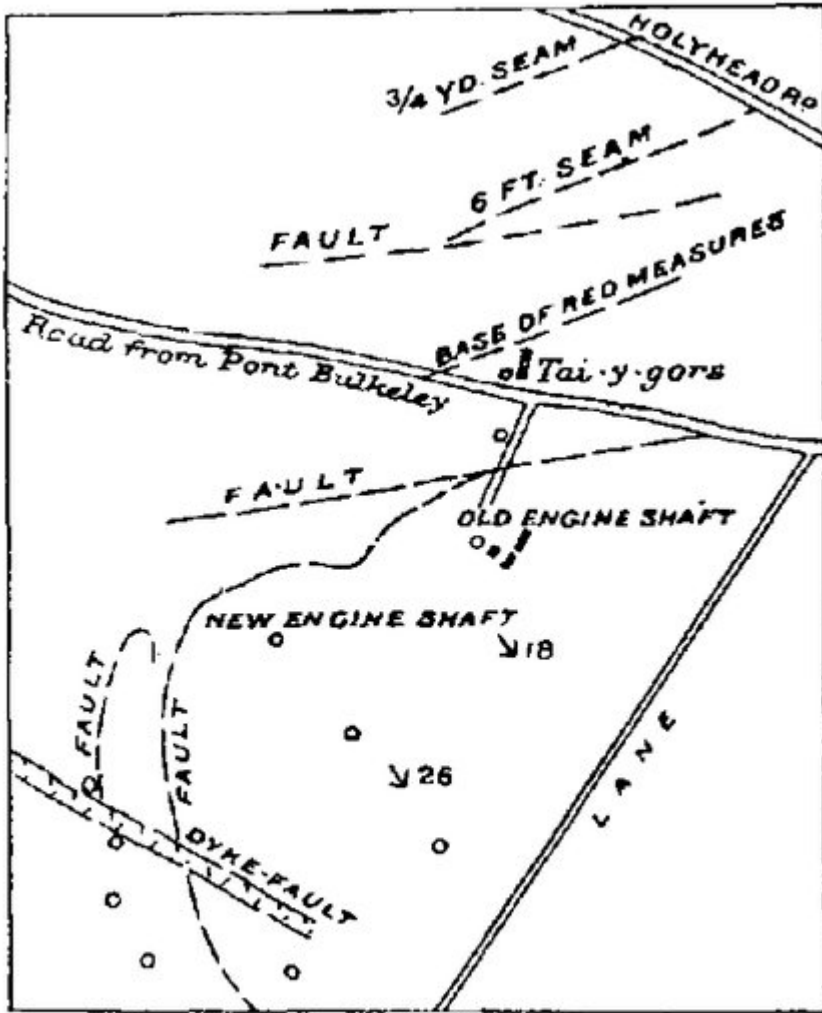 HOLYHEAD RD
3/4 YD. SEAM
6 FT. SEAM
FAULT
BASE OF RED MEASURES
Road from Pont Bulkeley
Tai-y-gors
FAULT
OLD ENGINE SHAFT
NEW ENGINE SHAFT
18
FAULT
FAULT
26
LANE
DYKE-FAULT